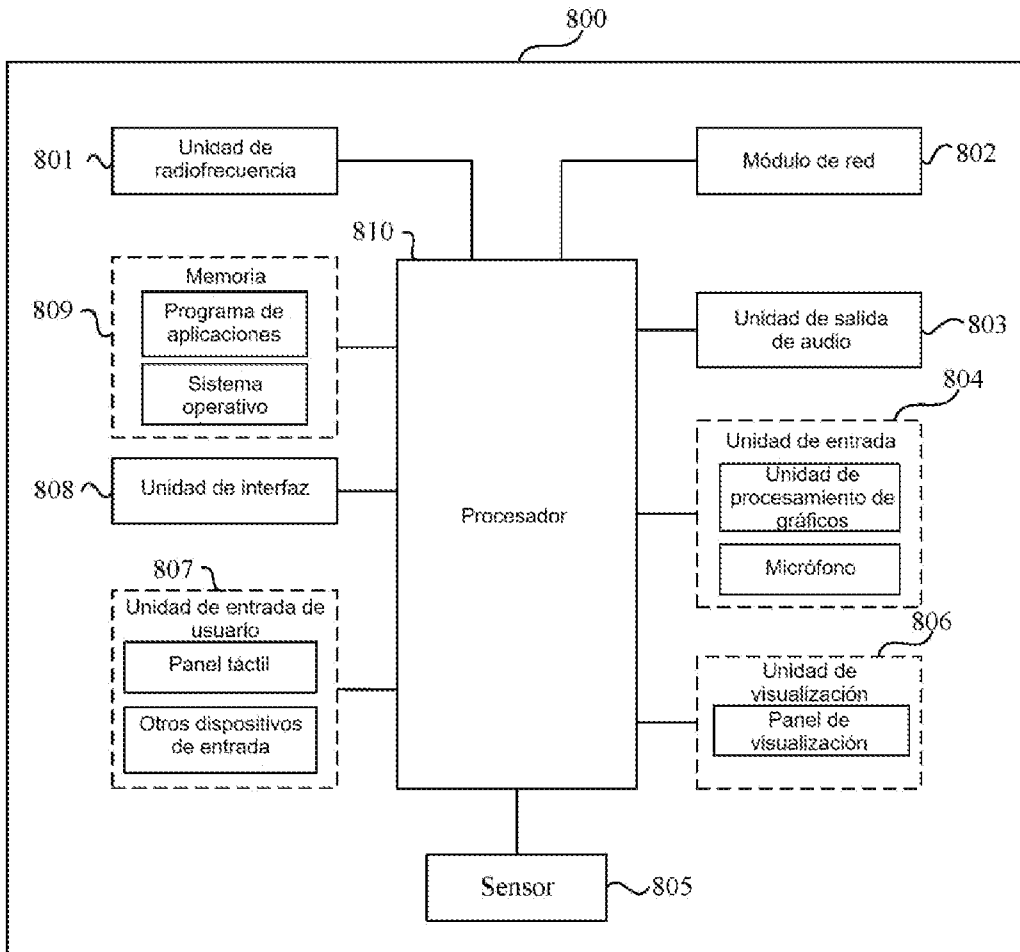 800
801
Unidad de
radiofrecuencia
Módulo de red
802
810
809
Memoria
Programa de
aplicaciones
Sistema
operativo
Procesador
Unidad de salida
de audio
803
804
Unidad de entrada
Unidad de
procesamiento de
gráficos
Micrófono
808
Unidad de interfaz
807
Unidad de entrada de
usuario
Panel táctil
Otros dispositivos
de entrada
806
Unidad de
visualización
Panel de
visualización
Sensor
805